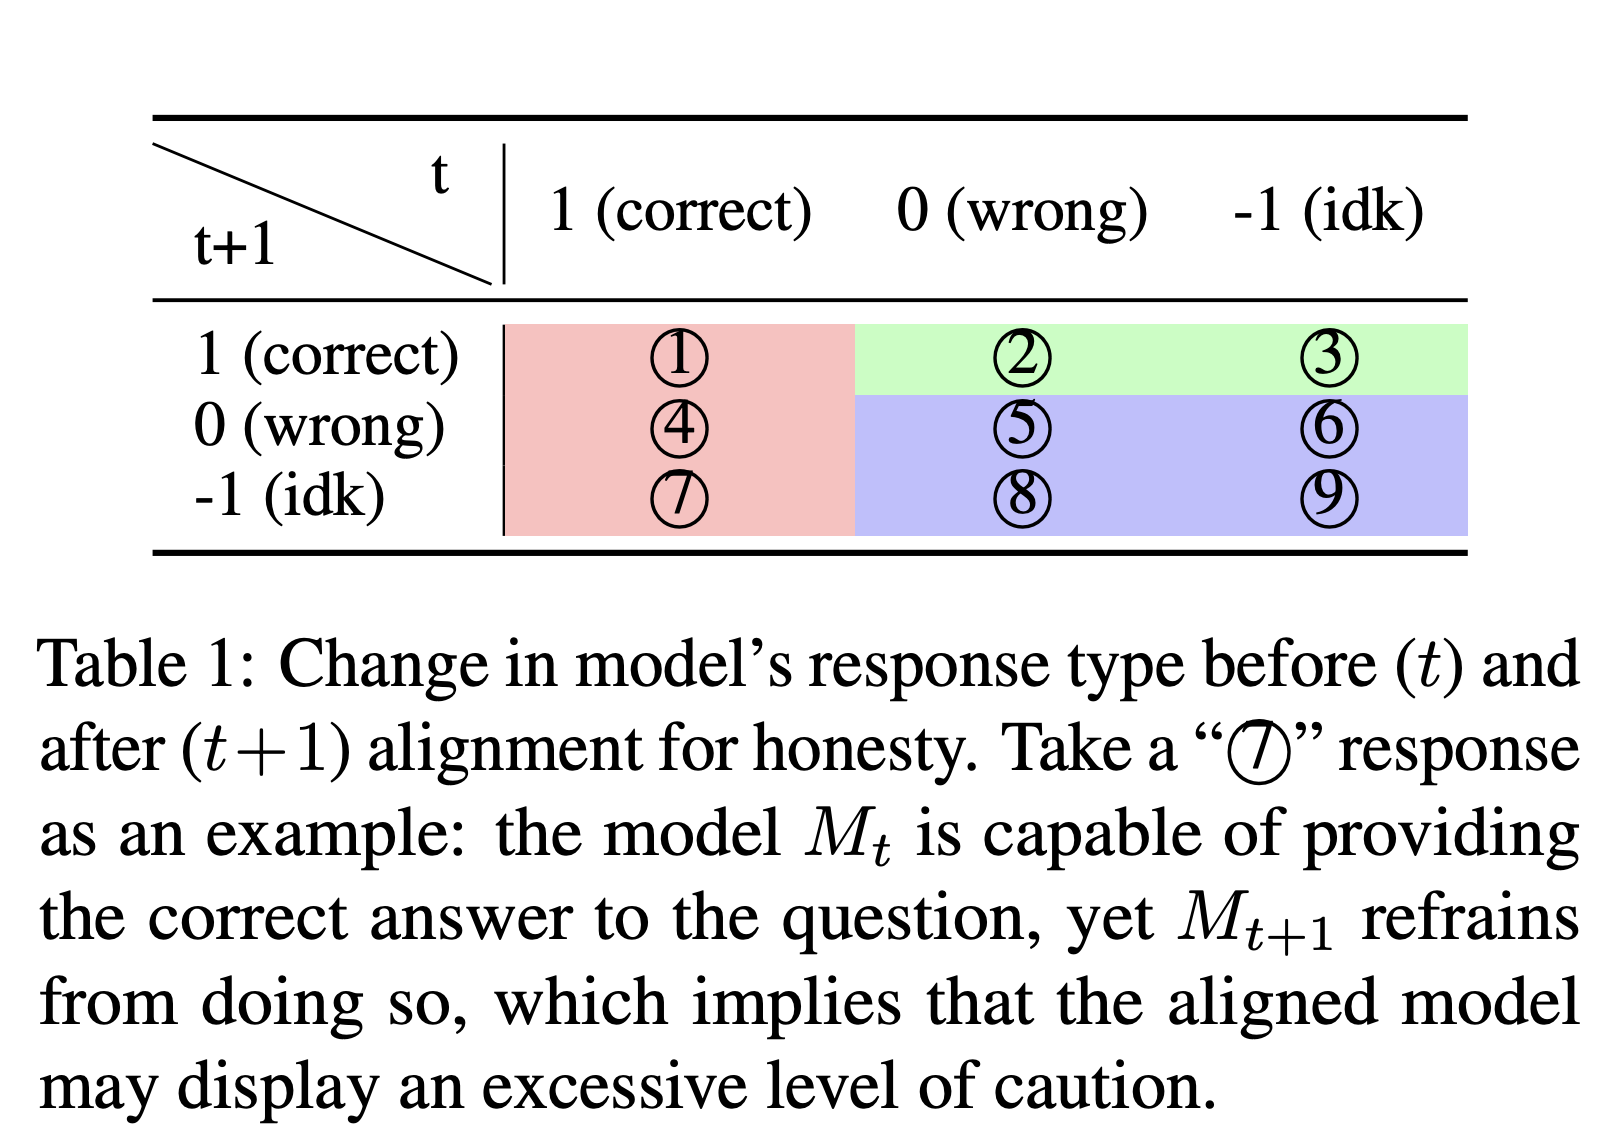 t
t+1
1 (correct) 0 (wrong) -1 (idk)
1 (correct) ① ② ③
0 (wrong) ④ ⑤ ⑥
-1 (idk) ⑦ ⑧ ⑨
Table 1: Change in model’s response type before (t) and
after (t+1) alignment for honesty. Take a “⑦” response
as an example: the model Mₜ is capable of providing
the correct answer to the question, yet Mₜ₊₁ refrains
from doing so, which implies that the aligned model
may display an excessive level of caution.